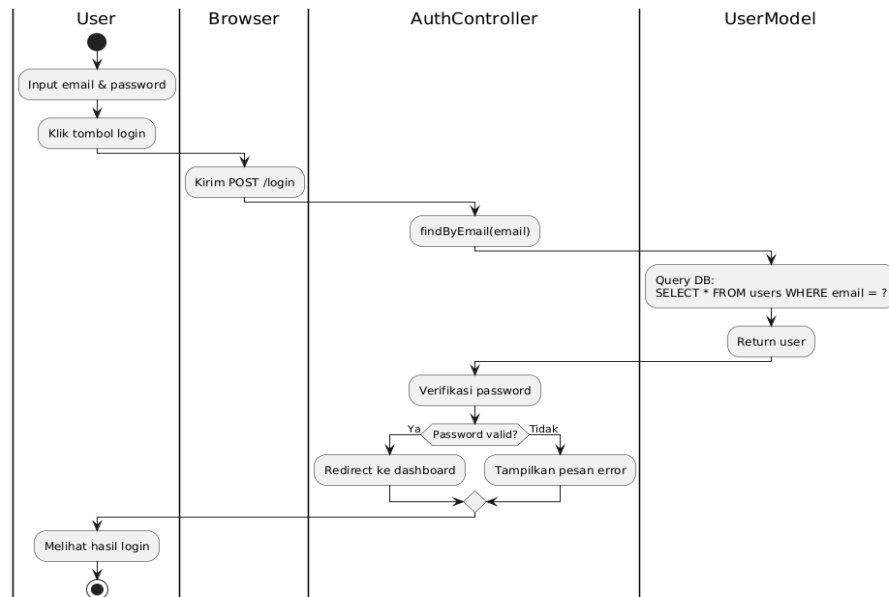 User
Browser
AuthController
UserModel
Input email & password
Klik tombol login
Kirim POST /login
findByEmail(email)
Query DB:
SELECT * FROM users WHERE email = ?
Return user
Verifikasi password
Ya
Password valid?
Tidak
Redirect ke dashboard
Tampilkan pesan error
Melihat hasil login